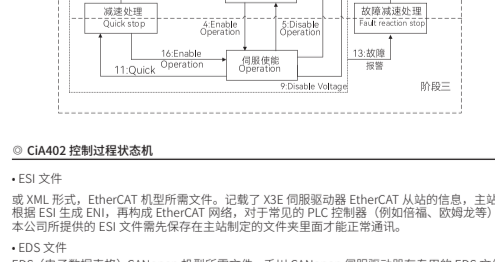 减速处理
Quick stop
4:Enable
Operation
5:Disable
Operation
故障减速处理
Fault reaction stop
16:Enable
Operation
11:Quick
伺服使能
Operation
13:故障
报警
9:Disable Voltage
阶段三
◎ CiA402 控制过程状态机
• ESI 文件
或 XML 形式，EtherCAT 机型所需文件。记载了 X3E 伺服驱动器 EtherCAT 从站的信息，主站
根据 ESI 生成 ENI，再构成 EtherCAT 网络，对于常见的 PLC 控制器（例如倍福、欧姆龙等）
本公司所提供的 ESI 文件需先保存在主站制定的文件夹里面才能正常通讯。
• EDS 文件